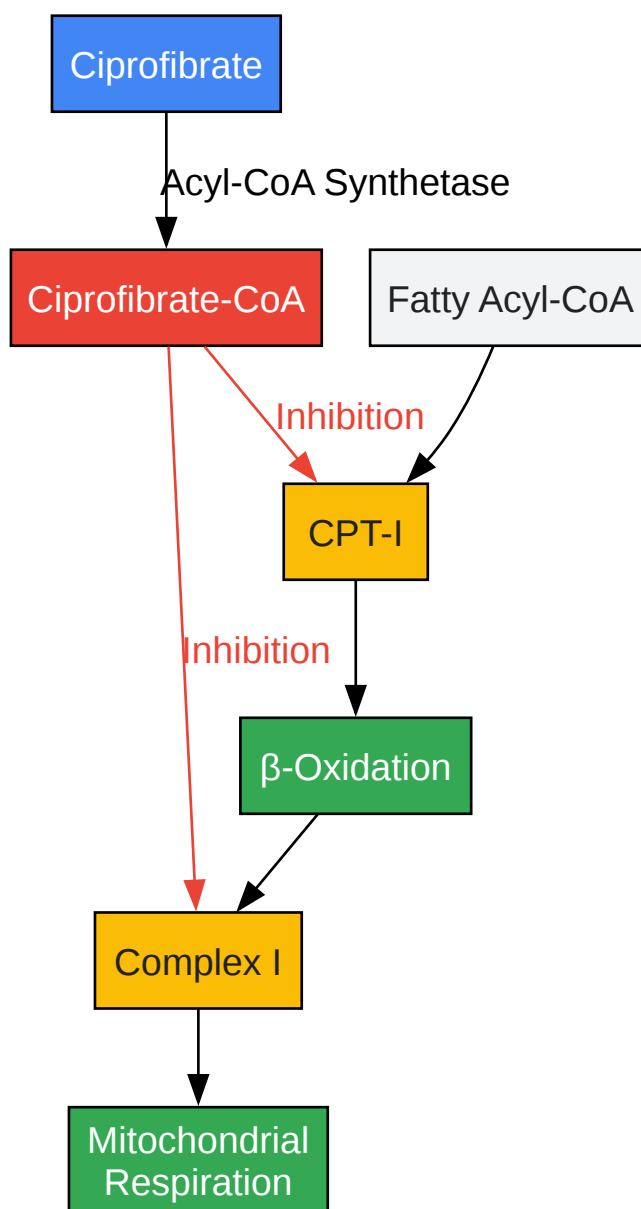 Ciprofibrate
Acyl-CoA Synthetase
Ciprofibrate-CoA
Fatty Acyl-CoA
Inhibition
CPT-I
Inhibition
β-Oxidation
Complex I
Mitochondrial
Respiration